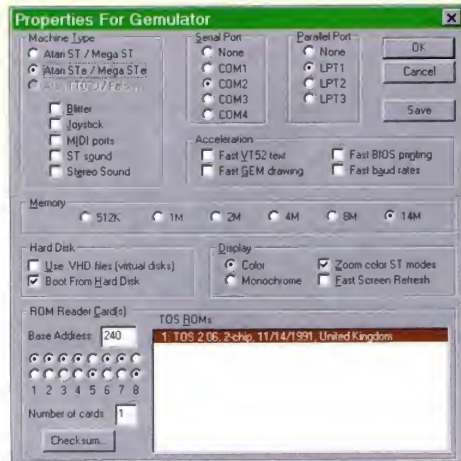 Properties For Gemulator
Machine Type
Atari ST / Mega ST
Atari STe / Mega STe
Blitter
Joystick
MIDI ports
ST sound
Stereo Sound
Serial Port
None
COM1
COM2
COM3
COM4
Parallel Port
None
LPT1
LPT2
LPT3
OK
Cancel
Save
Acceleration
Fast VT52 text
Fast GEM drawing
Fast BIOS printing
Fast baud rates
Memory
512K 1M 2M 4M 8M 14M
Hard Disk
Use .VHD files (virtual disks)
Boot From Hard Disk
Display
Color
Monochrome
Zoom color ST modes
Fast Screen Refresh
ROM Reader Card(s)
Base Address: 240
1 2 3 4 5 6 7 8
Number of cards 1
Checksum...
TOS ROMs
1. TOS 2.06, 2-chip, 11/14/1991, United Kingdom